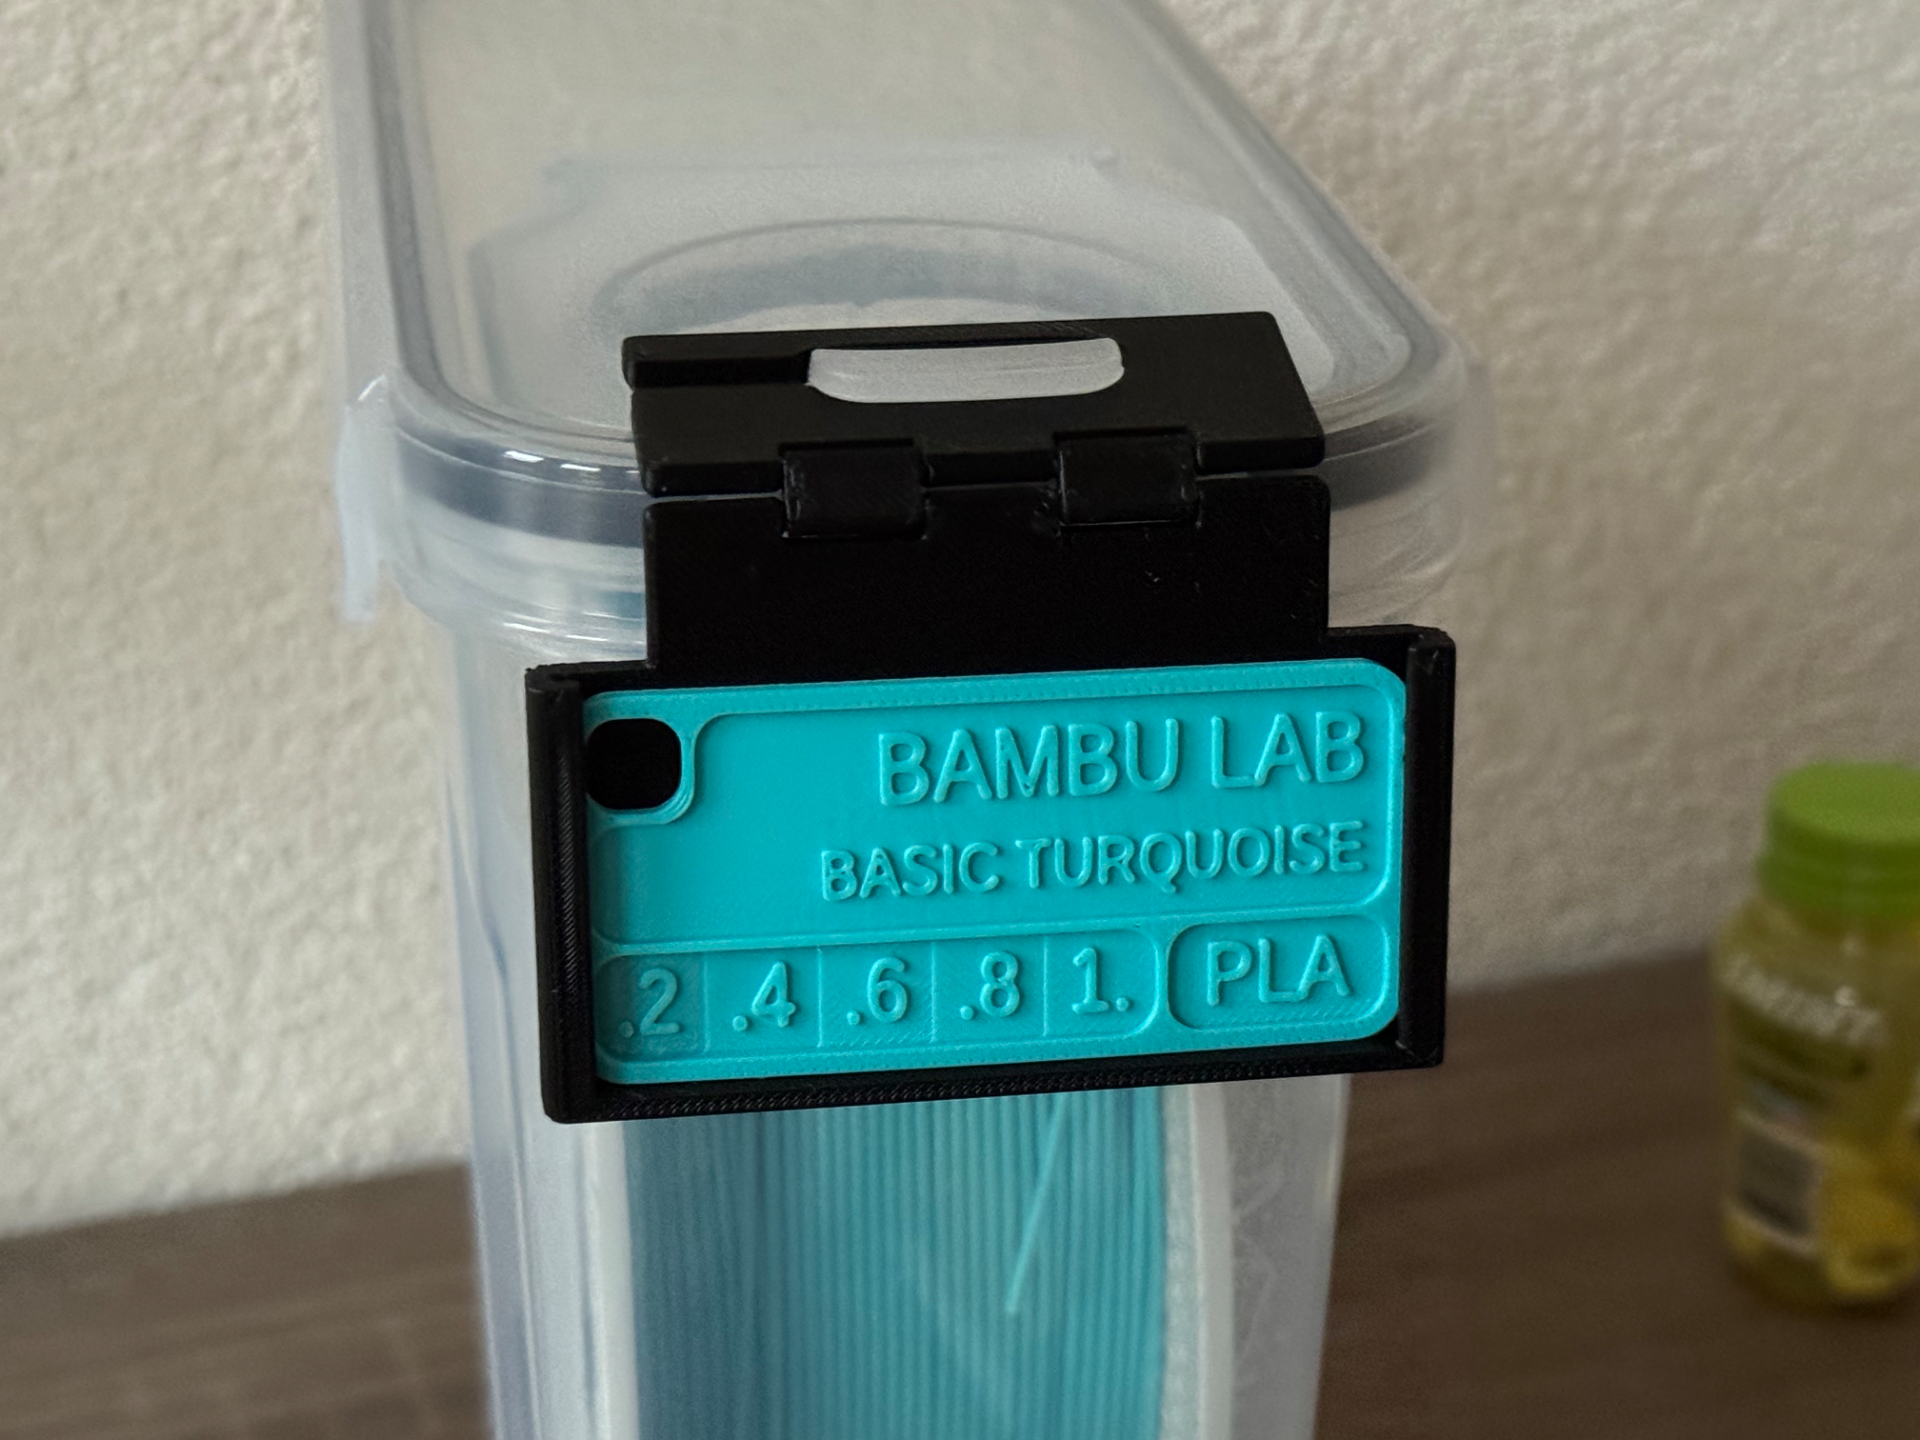 BAMBU LAB
BASIC TURQUOISE
.2 .4 .6 .8 1. PLA